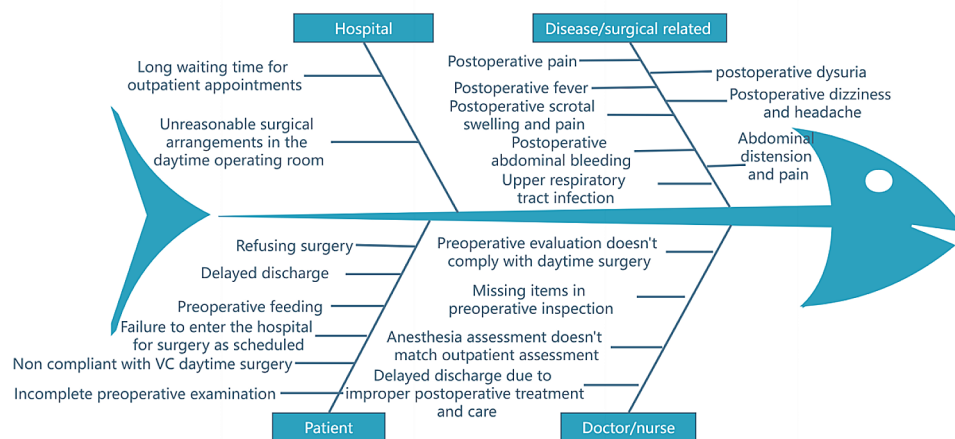 Hospital
Long waiting time for
outpatient appointments
Unreasonable surgical
arrangements in the
daytime operating room
Disease/surgical related
Postoperative pain
Postoperative fever
Postoperative scrotal
swelling and pain
Postoperative
abdominal bleeding
Upper respiratory
tract infection
postoperative dysuria
Postoperative dizziness
and headache
Abdominal
distension
and pain
Refusing surgery
Delayed discharge
Preoperative feeding
Failure to enter the hospital
for surgery as scheduled
Non compliant with VC daytime surgery
Incomplete preoperative examination
Patient
Preoperative evaluation doesn't
comply with daytime surgery
Missing items in
preoperative inspection
Anesthesia assessment doesn't
match outpatient assessment
Delayed discharge due to
improper postoperative treatment
and care
Doctor/nurse